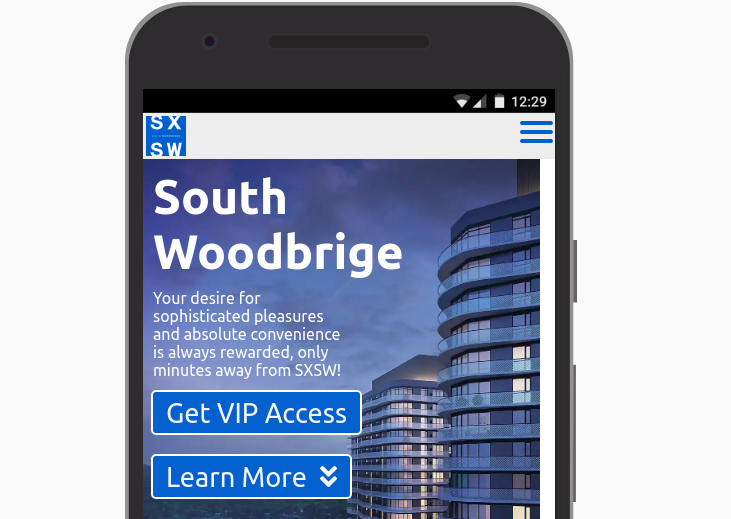 12:29
SX
SW
South
Woodbrige
Your desire for
sophisticated pleasures
and absolute convenience
is always rewarded, only
minutes away from SXSW!
Get VIP Access
Learn More